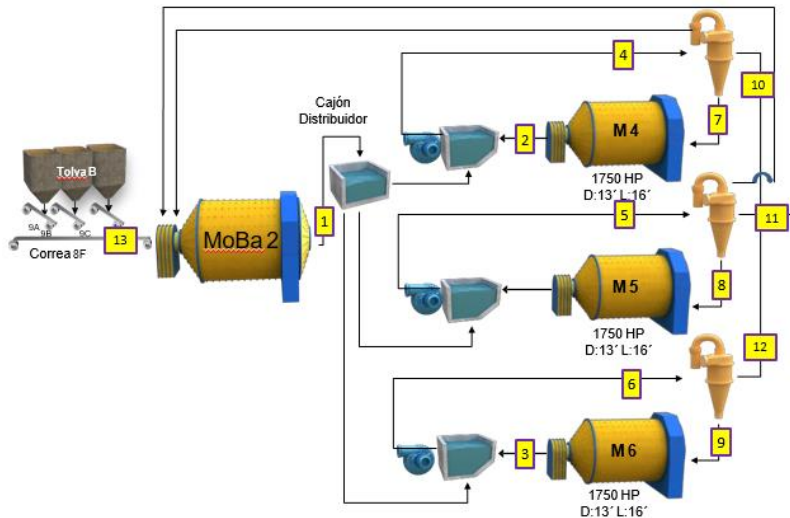 4
10
Cajón
Distribuidor
M 4
7
2
1750 HP
D:13´ L:16´
Tolva B
1
5
11
9A
9B
9C
13
MoBa 2
Correa 8F
M 5
8
1750 HP
D:13´ L:16´
12
6
M 6
9
3
1750 HP
D:13´ L:16´